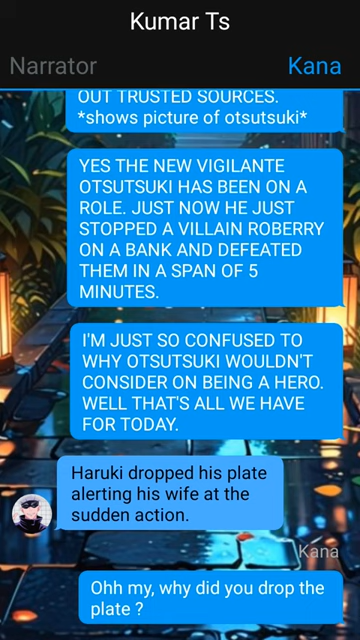 Kumar Ts
Narrator
Kana
OUT TRUSTED SOURCES.
*shows picture of otsutsuki*
YES THE NEW VIGILANTE
OTSUTSUKI HAS BEEN ON A
ROLE. JUST NOW HE JUST
STOPPED A VILLAIN ROBERRY
ON A BANK AND DEFEATED
THEM IN A SPAN OF 5
MINUTES.
I'M JUST SO CONFUSED TO
WHY OTSUTSUKI WOULDN'T
CONSIDER ON BEING A HERO.
WELL THAT'S ALL WE HAVE
FOR TODAY.
Haruki dropped his plate
alerting his wife at the
sudden action.
Kana
Ohh my, why did you drop the
plate ?